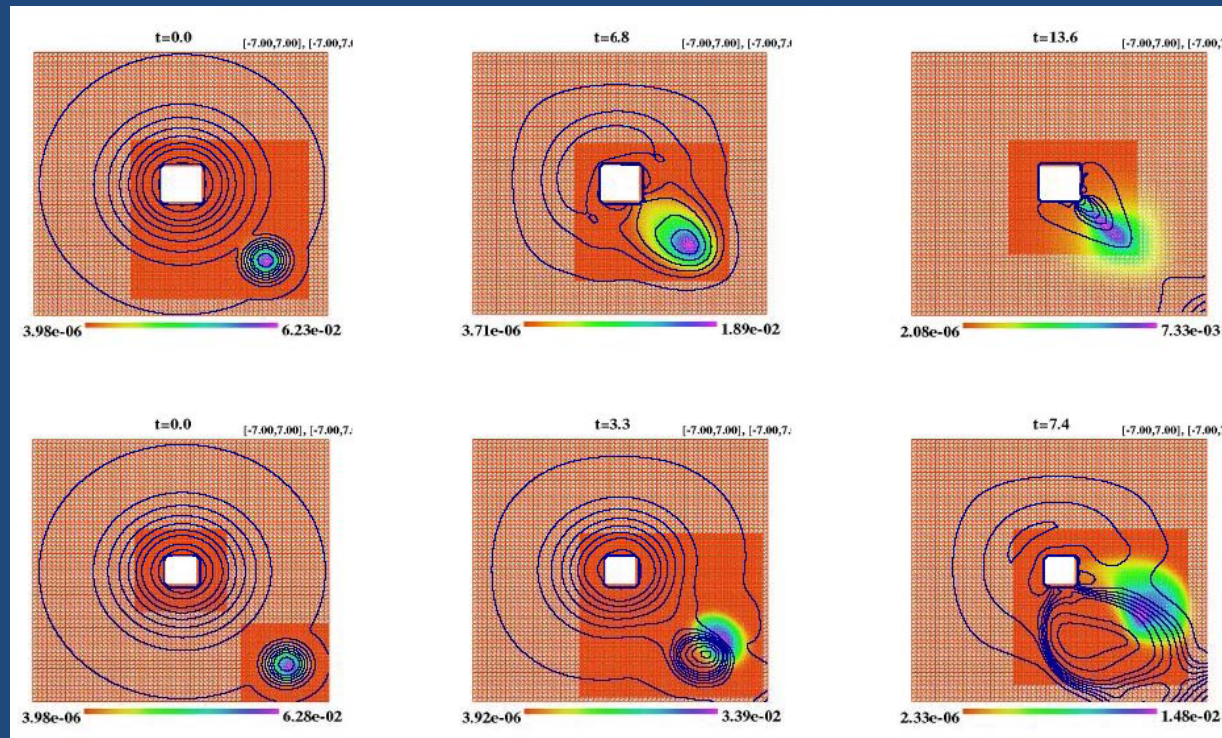 t=0.0 [-7.00,7.00], [-7.00,7.
t=6.8 [-7.00,7.00], [-7.00,7.
t=13.6 [-7.00,7.00], [-7.00,7
3.98e-06 6.23e-02
3.71e-06 1.89e-02
2.08e-06 7.33e-03
t=0.0 [-7.00,7.00], [-7.00,7.
t=3.3 [-7.00,7.00], [-7.00,7.
t=7.4 [-7.00,7.00], [-7.00,7
3.98e-06 6.28e-02
3.92e-06 3.39e-02
2.33e-06 1.48e-02